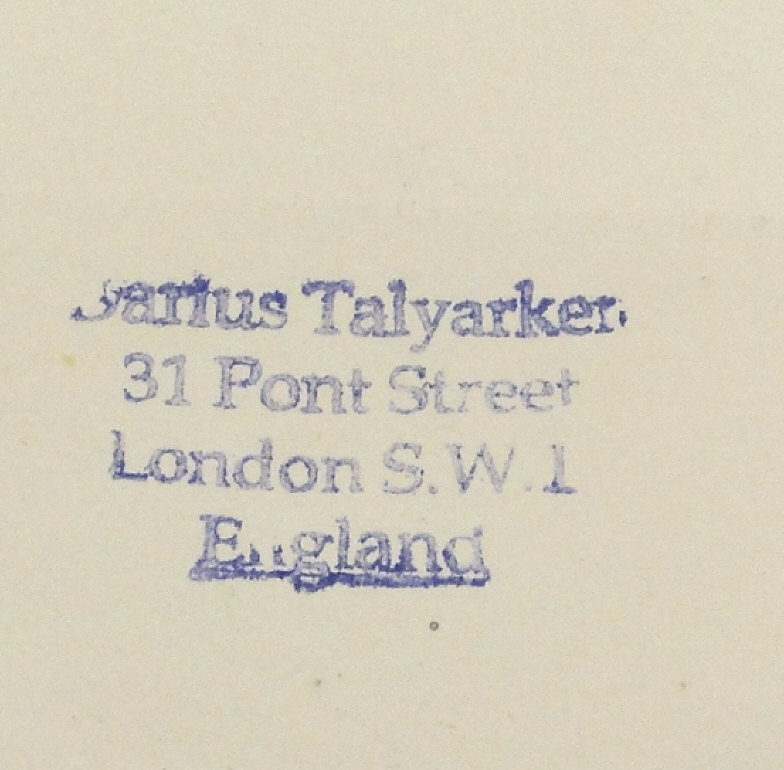 Darius Talyarker
31 Pont Street
London S.W.1
England